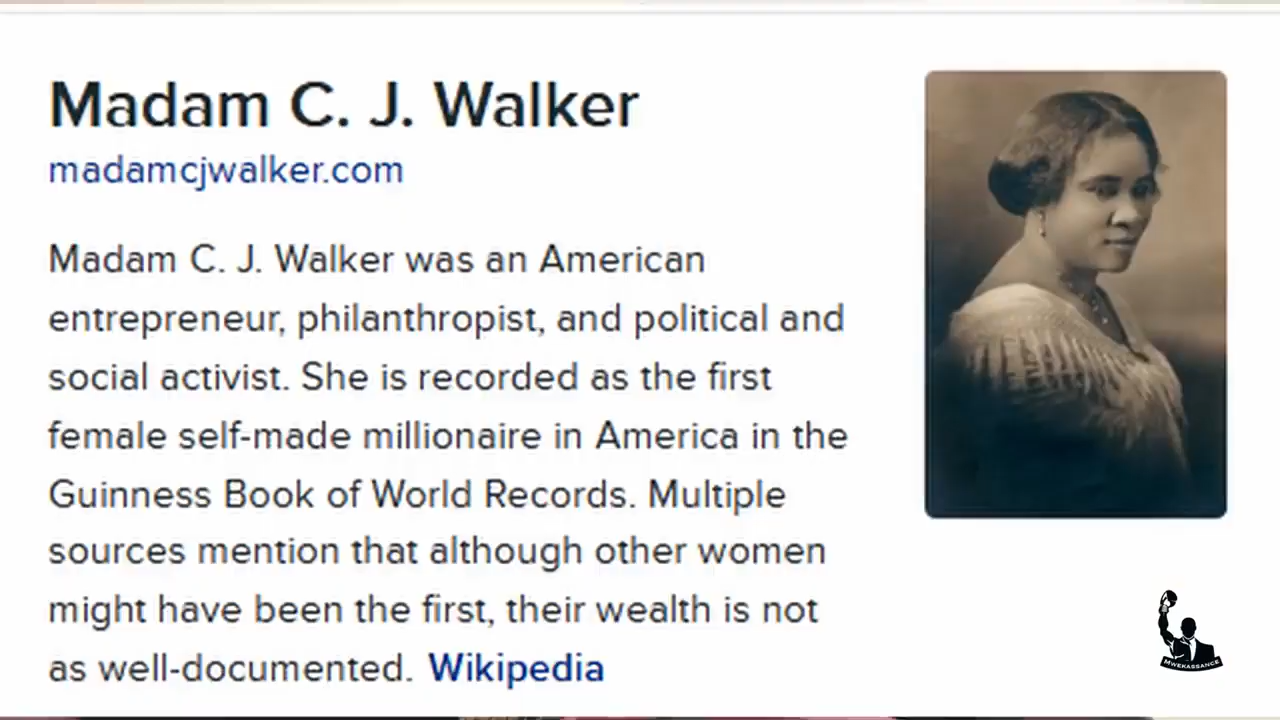 Madam C. J. Walker
madamcjwalker.com
Madam C. J. Walker was an American
entrepreneur, philanthropist, and political and
social activist. She is recorded as the first
female self-made millionaire in America in the
Guinness Book of World Records. Multiple
sources mention that although other women
might have been the first, their wealth is not
as well-documented. Wikipedia
MWEKASSANCE